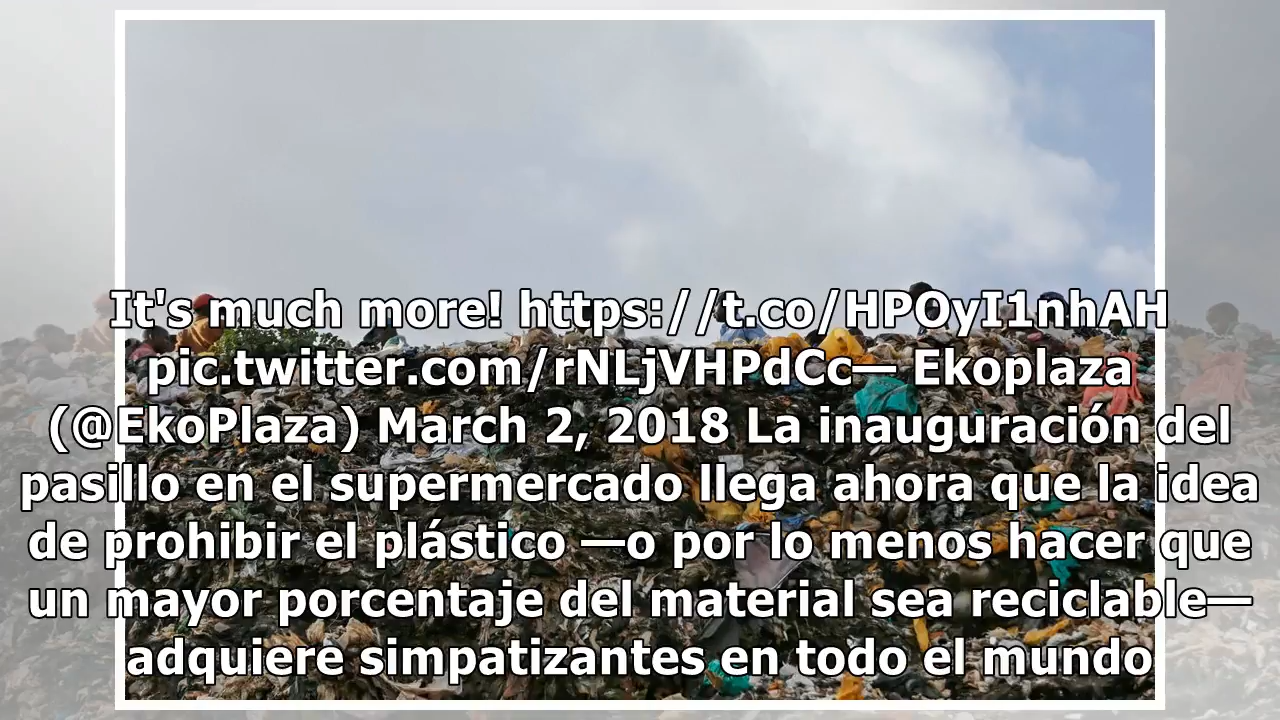 It's much more! https://t.co/HPOyI1nhAH
pic.twitter.com/rNLjVHPdCc— Ekoplaza
(@EkoPlaza) March 2, 2018 La inauguración del
pasillo en el supermercado llega ahora que la idea
de prohibir el plástico —o por lo menos hacer que
un mayor porcentaje del material sea reciclable—
adquiere simpatizantes en todo el mundo